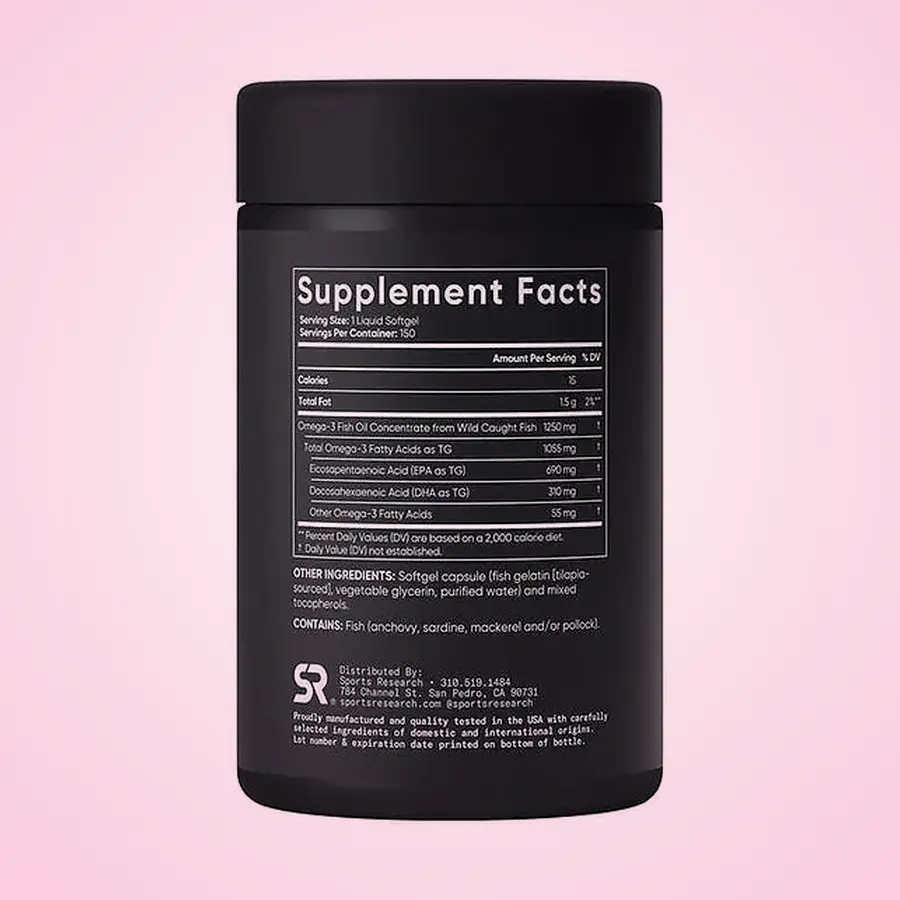 Supplement Facts
Serving Size: 1 Liquid Softgel
Servings Per Container: 150
Amount Per Serving % DV
Calories 15
Total Fat 1.5 g 2%**
Omega-3 Fish Oil Concentrate from Wild Caught Fish 1250 mg †
Total Omega-3 Fatty Acids as TG 1055 mg †
Eicosapentaenoic Acid (EPA as TG) 690 mg †
Docosahexaenoic Acid (DHA as TG) 310 mg †
Other Omega-3 Fatty Acids 55 mg †
** Percent Daily Values (DV) are based on a 2,000 calorie diet.
† Daily Value (DV) not established.
OTHER INGREDIENTS: Softgel capsule (fish gelatin [tilapia-
sourced], vegetable glycerin, purified water) and mixed
tocopherols.
CONTAINS: Fish (anchovy, sardine, mackerel and/or pollock).
SR®
Distributed By:
Sports Research • 310.519.1484
784 Channel St. San Pedro, CA 90731
sportsresearch.com @sportsresearch
Proudly manufactured and quality tested in the USA with carefully
selected ingredients of domestic and international origins.
Lot number & expiration date printed on bottom of bottle.